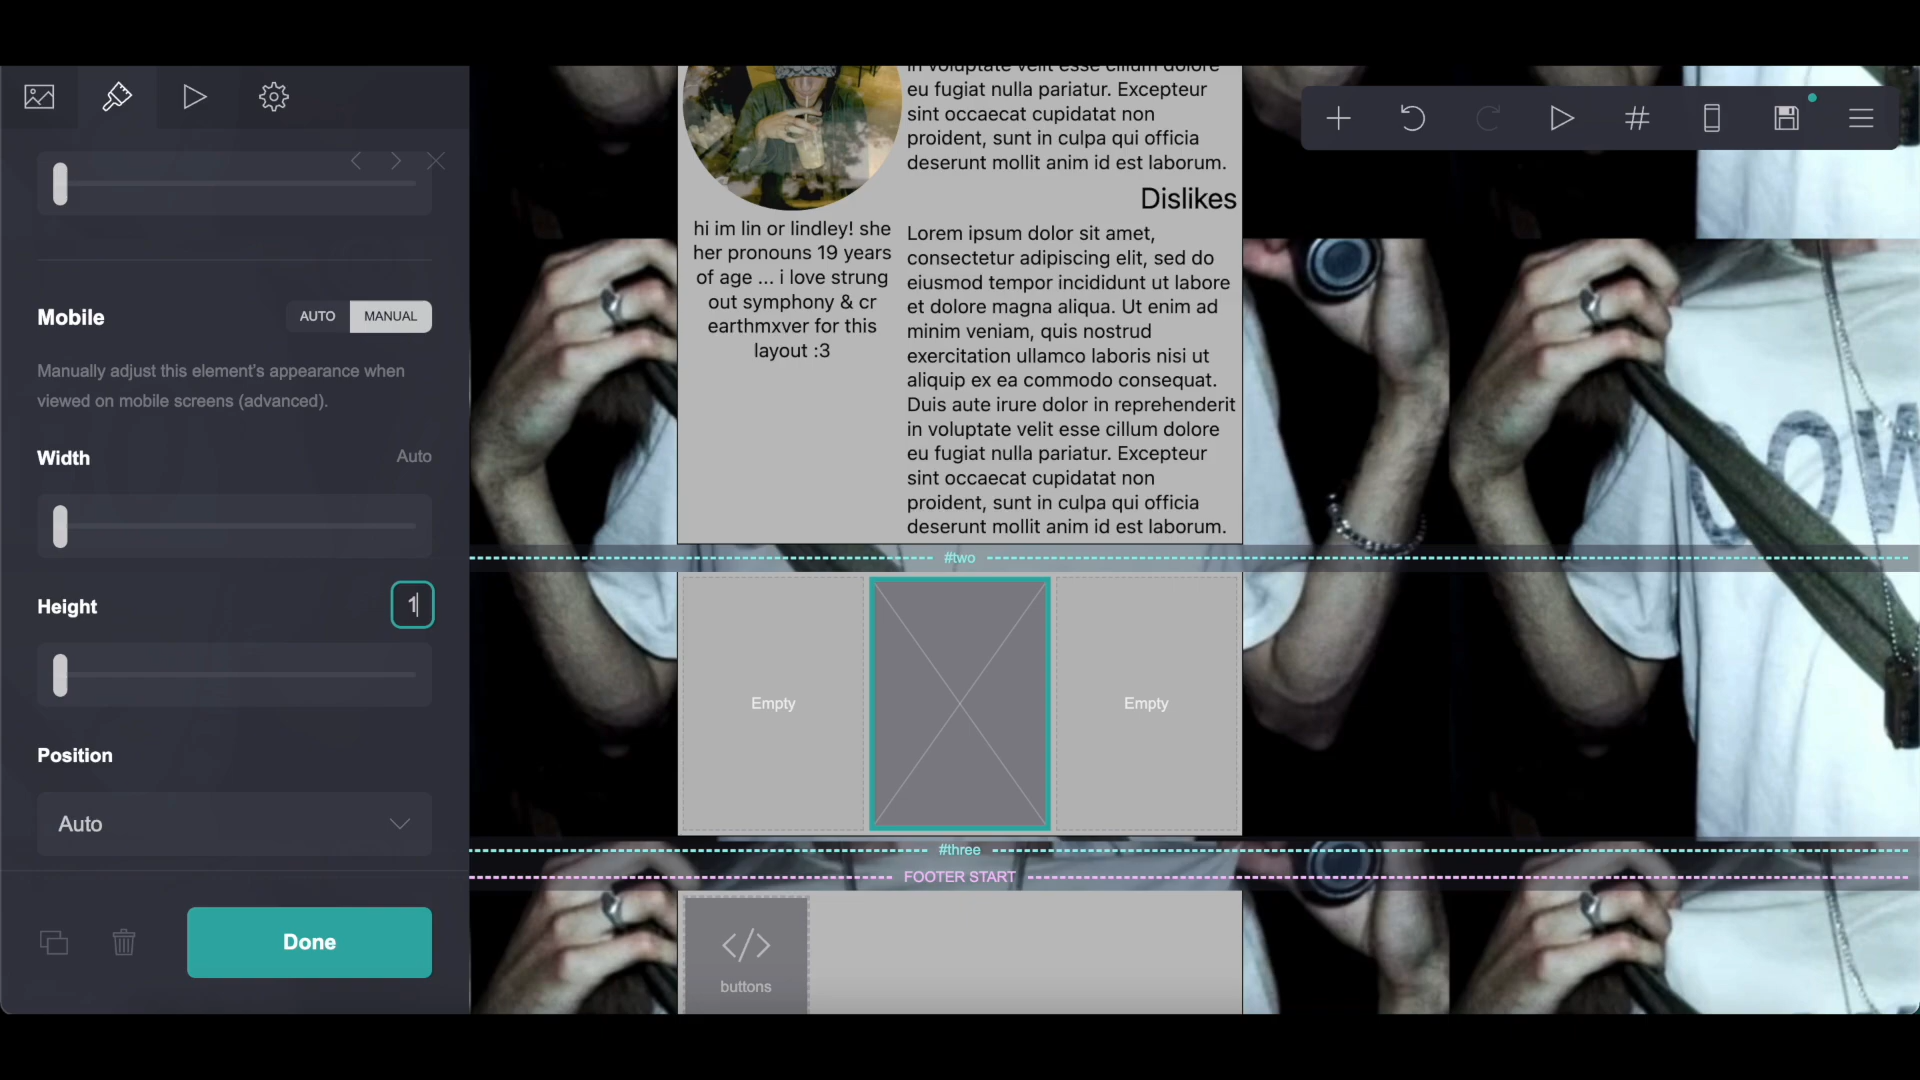 Mobile
AUTO
MANUAL
Manually adjust this element's appearance when
viewed on mobile screens (advanced).
Width
Auto
Height
1
Position
Auto
Done
in voluptate velit esse cillum dolore
eu fugiat nulla pariatur. Excepteur
sint occaecat cupidatat non
proident, sunt in culpa qui officia
deserunt mollit anim id est laborum.
Dislikes
hi im lin or lindley! she
her pronouns 19 years
of age ... i love strung
out symphony & cr
earthmxver for this
layout :3
Lorem ipsum dolor sit amet,
consectetur adipiscing elit, sed do
eiusmod tempor incididunt ut labore
et dolore magna aliqua. Ut enim ad
minim veniam, quis nostrud
exercitation ullamco laboris nisi ut
aliquip ex ea commodo consequat.
Duis aute irure dolor in reprehenderit
in voluptate velit esse cillum dolore
eu fugiat nulla pariatur. Excepteur
sint occaecat cupidatat non
proident, sunt in culpa qui officia
deserunt mollit anim id est laborum.
#two
Empty
Empty
#three
FOOTER START
</>
buttons